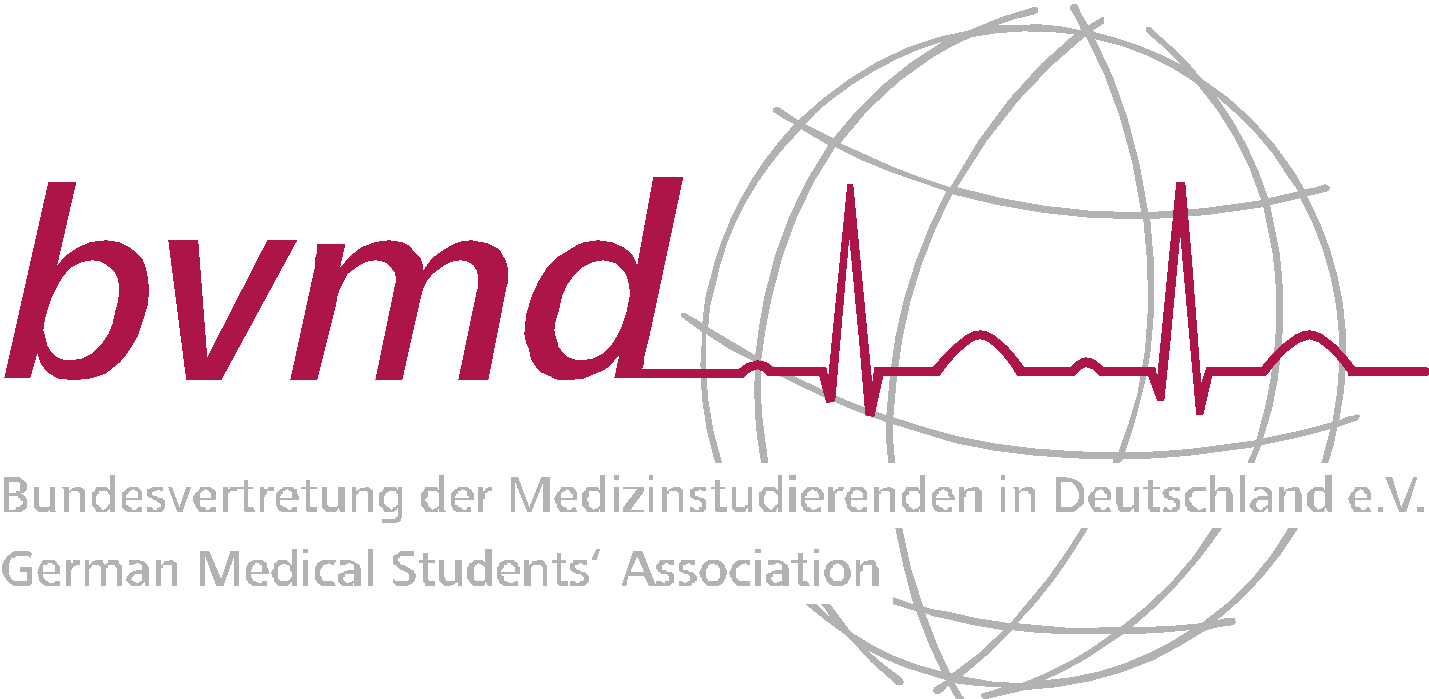 bvmd
Bundesvertretung der Medizinstudierenden in Deutschland e.V.
German Medical Students‘ Association